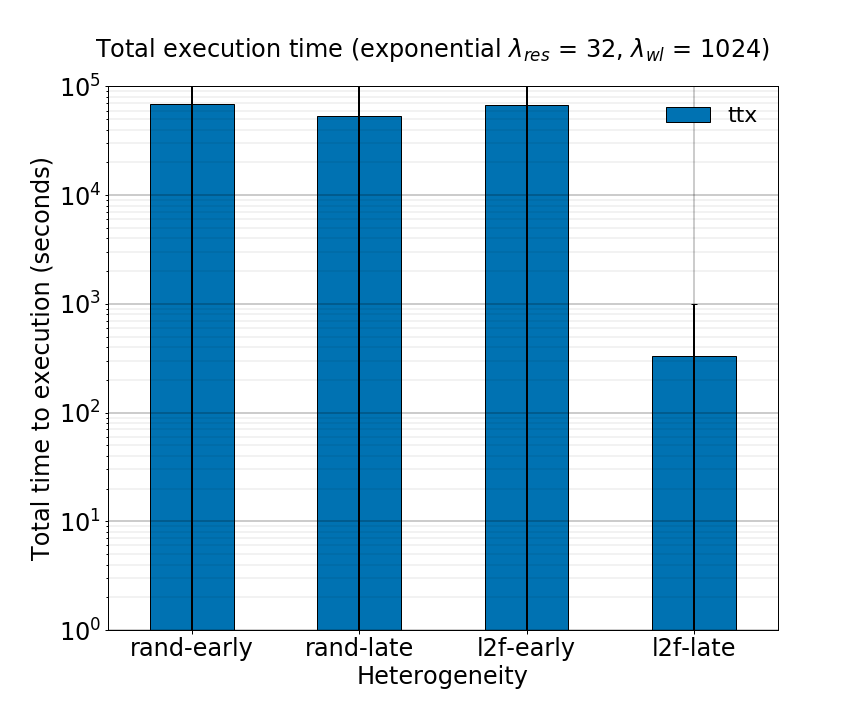 Total execution time (exponential λres = 32, λwl = 1024)
Total time to execution (seconds)
10^5
10^4
10^3
10^2
10^1
10^0
ttx
rand-early rand-late l2f-early l2f-late
Heterogeneity